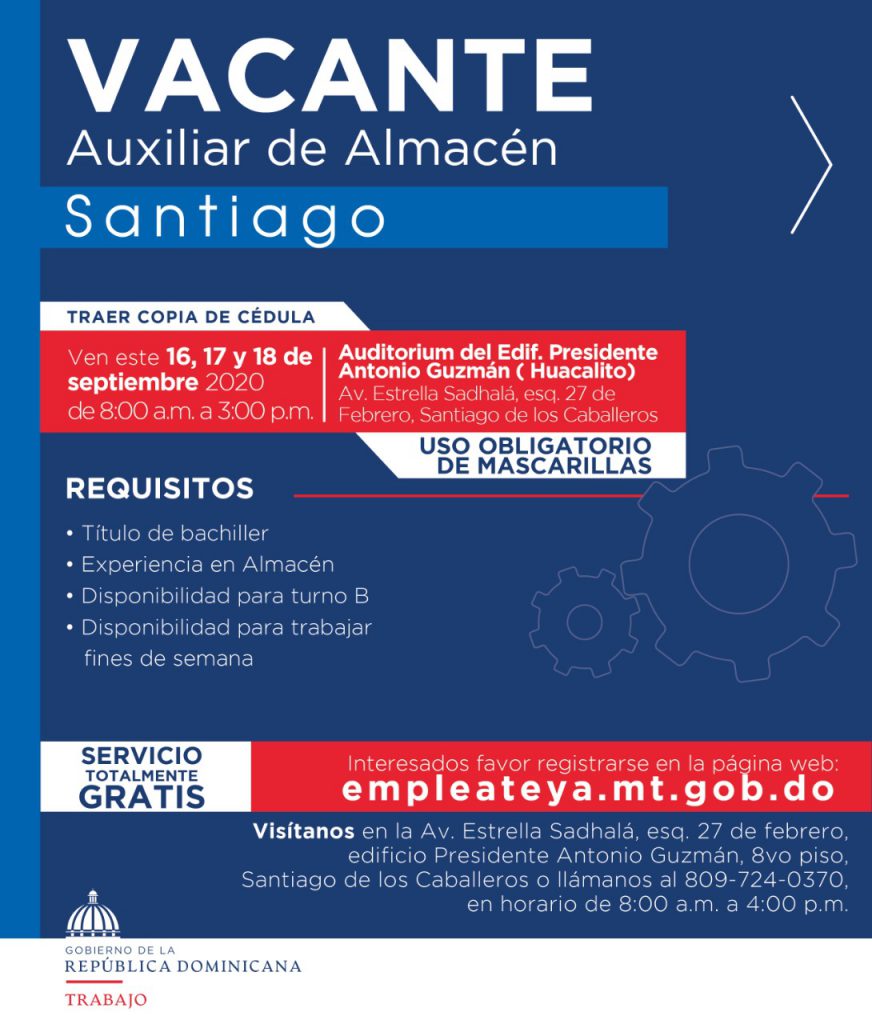 VACANTE
Auxiliar de Almacén
Santiago
TRAER COPIA DE CÉDULA
Ven este 16, 17 y 18 de
septiembre 2020
de 8:00 a.m. a 3:00 p.m.
Auditorium del Edif. Presidente
Antonio Guzmán ( Huacalito)
Av. Estrella Sadhalá, esq. 27 de
Febrero, Santiago de los Caballeros
USO OBLIGATORIO
DE MASCARILLAS
REQUISITOS
• Título de bachiller
• Experiencia en Almacén
• Disponibilidad para turno B
• Disponibilidad para trabajar
fines de semana
SERVICIO
TOTALMENTE
GRATIS
Interesados favor registrarse en la página web:
empleateya.mt.gob.do
Visítanos en la Av. Estrella Sadhalá, esq. 27 de febrero,
edificio Presidente Antonio Guzmán, 8vo piso,
Santiago de los Caballeros o llámanos al 809-724-0370,
en horario de 8:00 a.m. a 4:00 p.m.
GOBIERNO DE LA
REPÚBLICA DOMINICANA
TRABAJO